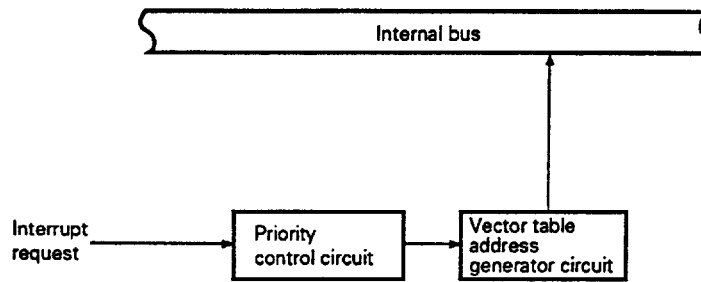 Internal bus
Interrupt
request
Priority
control circuit
Vector table
address
generator circuit